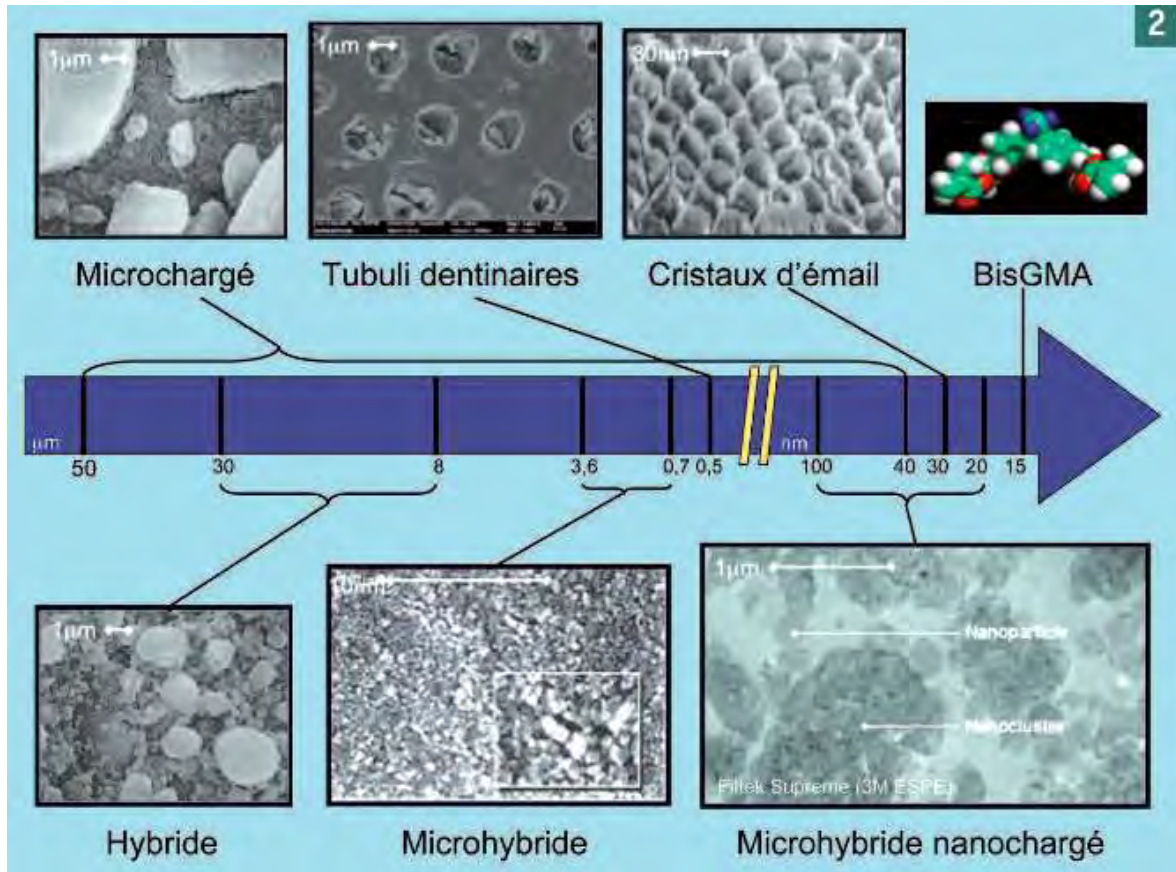 2
1µm
1µm
30nm
Microchargé
Tubuli dentinaires
Cristaux d'émail
BisGMA
µm
nm
50
30
8
3,6
0,7
0,5
100
40
30
20
15
1µm
1µm
Nanoparticle
Nanocluster
Filtek Supreme (3M ESPE)
Hybride
Microhybride
Microhybride nanochargé